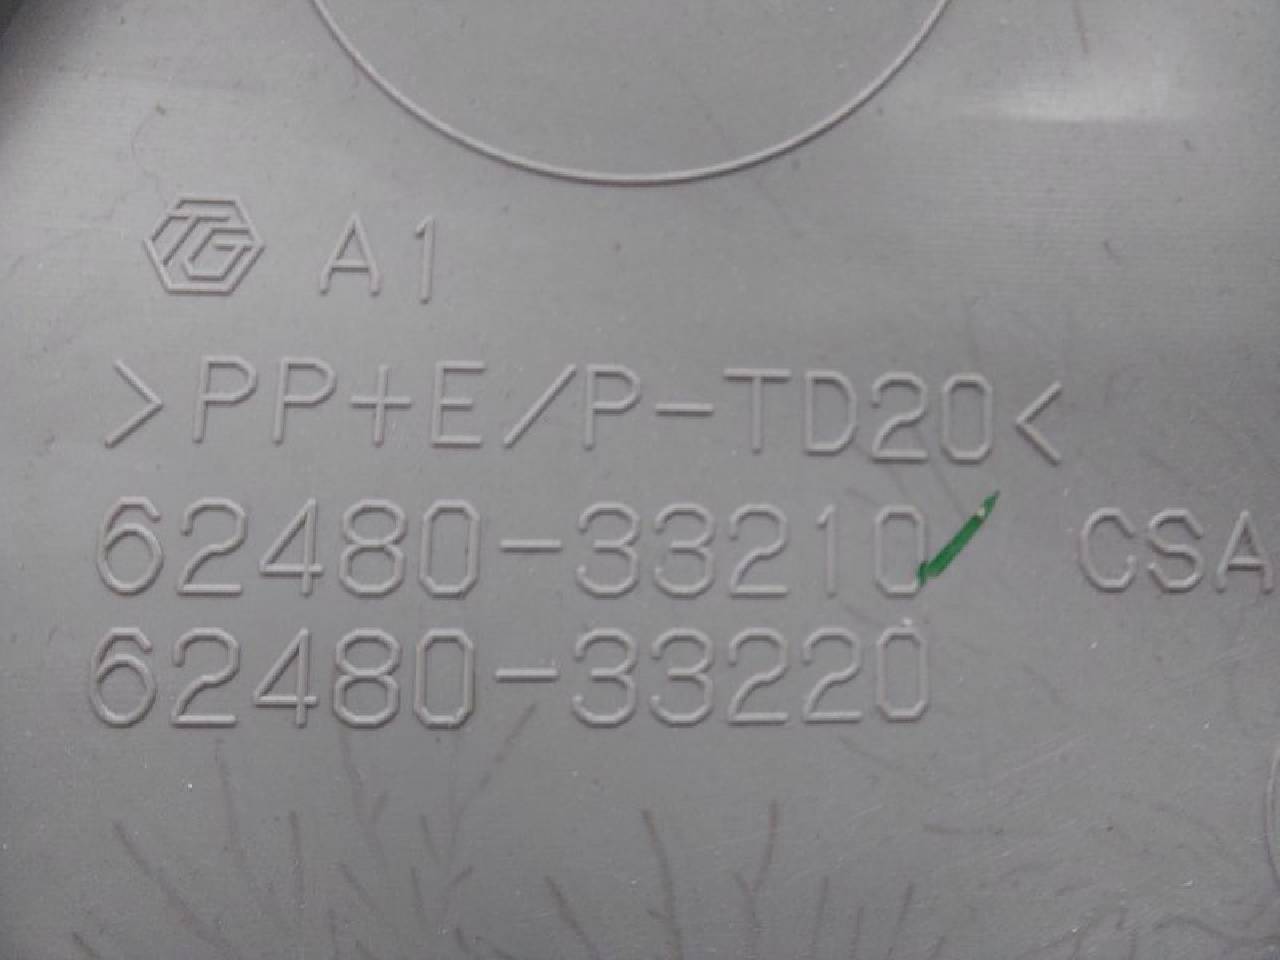 TG A1
>PP+E/P-TD20<
62480-33210 CSA
62480-33220